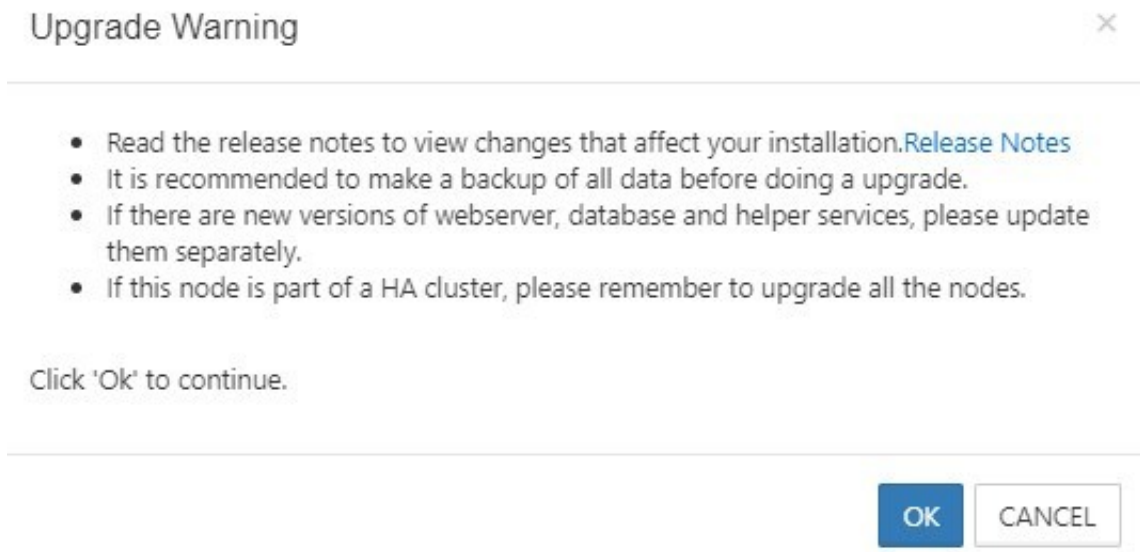 Upgrade Warning
×
• Read the release notes to view changes that affect your installation.Release Notes
• It is recommended to make a backup of all data before doing a upgrade.
• If there are new versions of webserver, database and helper services, please update
them separately.
• If this node is part of a HA cluster, please remember to upgrade all the nodes.
Click 'Ok' to continue.
OK CANCEL